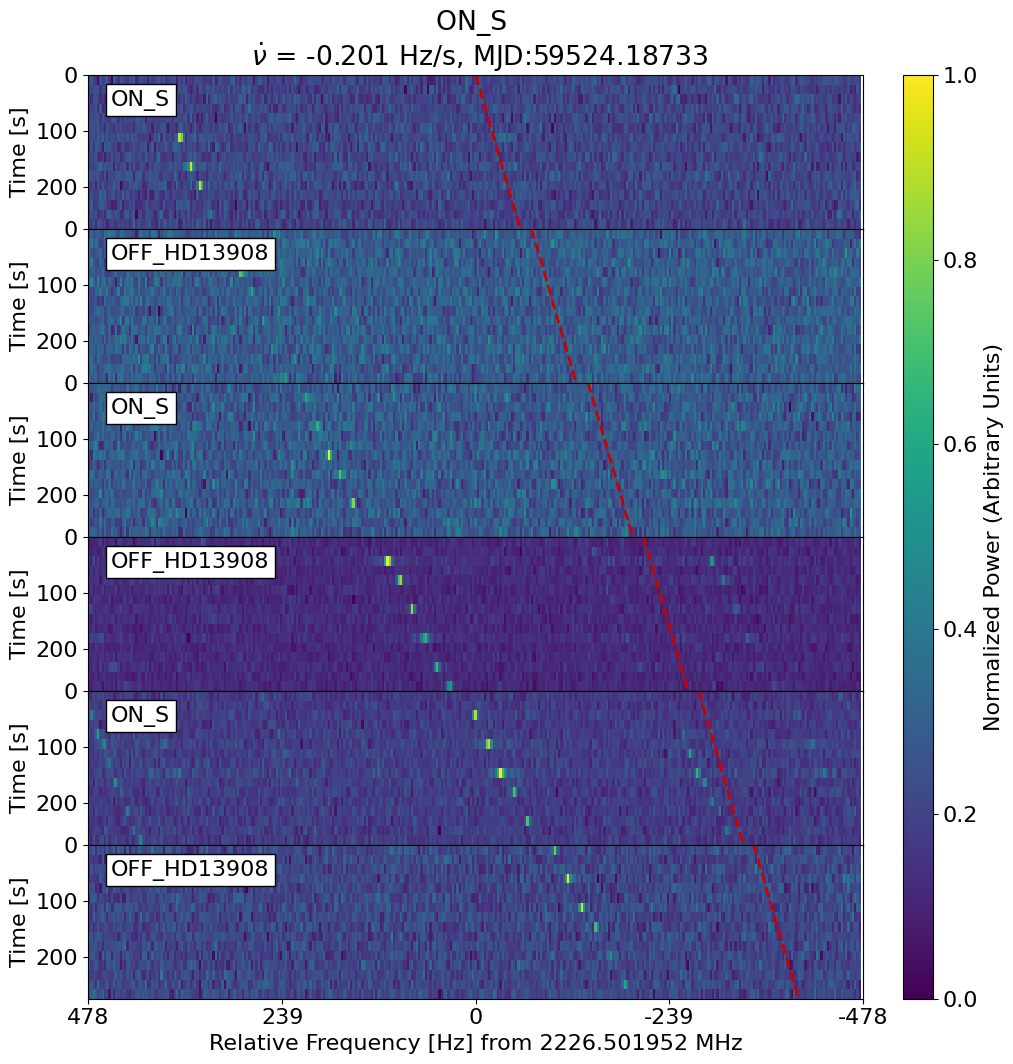 ON_S
ν̇ = -0.201 Hz/s, MJD:59524.18733
0
ON_S
100
Time [s]
200
0
OFF_HD13908
100
Time [s]
200
0
ON_S
100
Time [s]
200
0
OFF_HD13908
100
Time [s]
200
0
ON_S
100
Time [s]
200
0
OFF_HD13908
100
Time [s]
200
478 239 0 -239 -478
Relative Frequency [Hz] from 2226.501952 MHz
1.0
0.8
0.6
0.4
0.2
0.0
Normalized Power (Arbitrary Units)